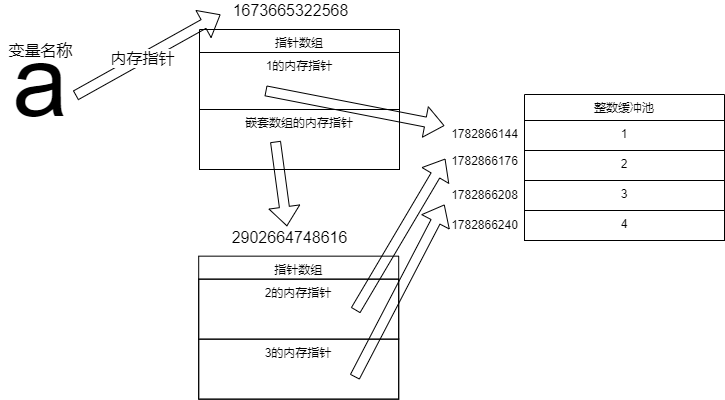 1673665322568
变量名称
a
内存指针
指针数组
1的内存指针
嵌套数组的内存指针
整数缓冲池
1782866144
1
1782866176
2
1782866208
3
1782866240
4
2902664748616
指针数组
2的内存指针
3的内存指针